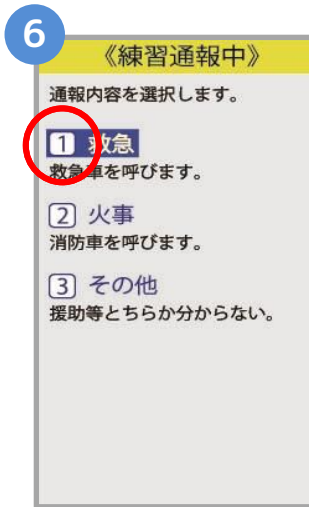 6
《練習通報中》
通報内容を選択します。
1 救急
救急車を呼びます。
2 火事
消防車を呼びます。
3 その他
援助等とちらか分からない。